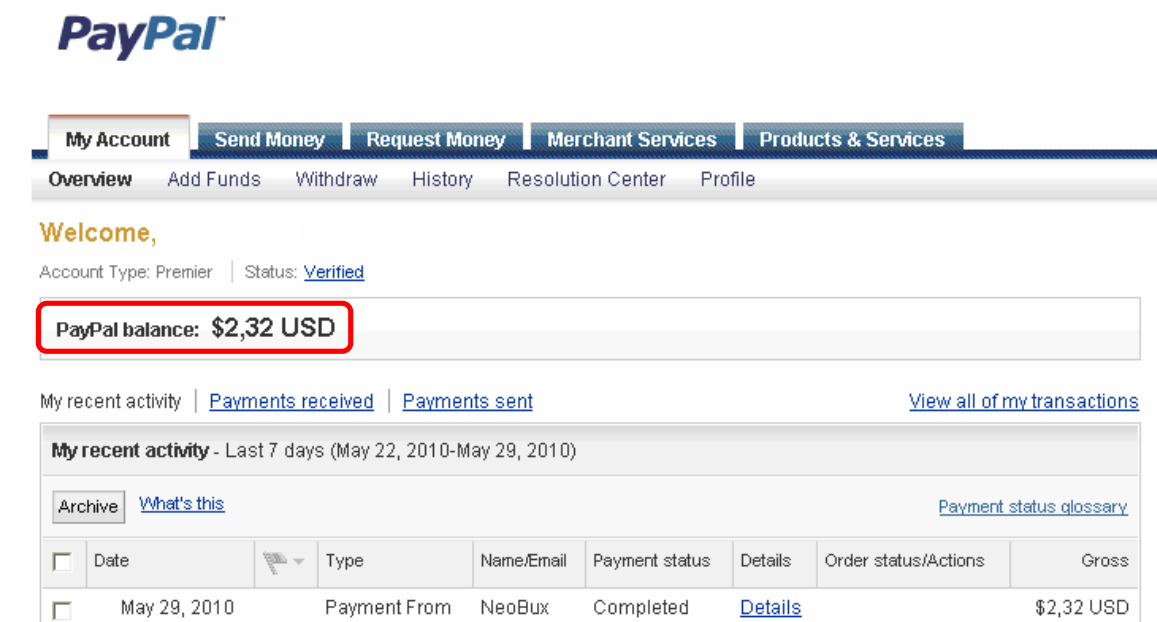 PayPal™
My Account Send Money Request Money Merchant Services Products & Services
Overview Add Funds Withdraw History Resolution Center Profile
Welcome,
Account Type: Premier | Status: Verified
PayPal balance: $2,32 USD
My recent activity | Payments received | Payments sent View all of my transactions
My recent activity - Last 7 days (May 22, 2010-May 29, 2010)
Archive What's this Payment status glossary
Date Type Name/Email Payment status Details Order status/Actions Gross
May 29, 2010 Payment From NeoBux Completed Details $2,32 USD